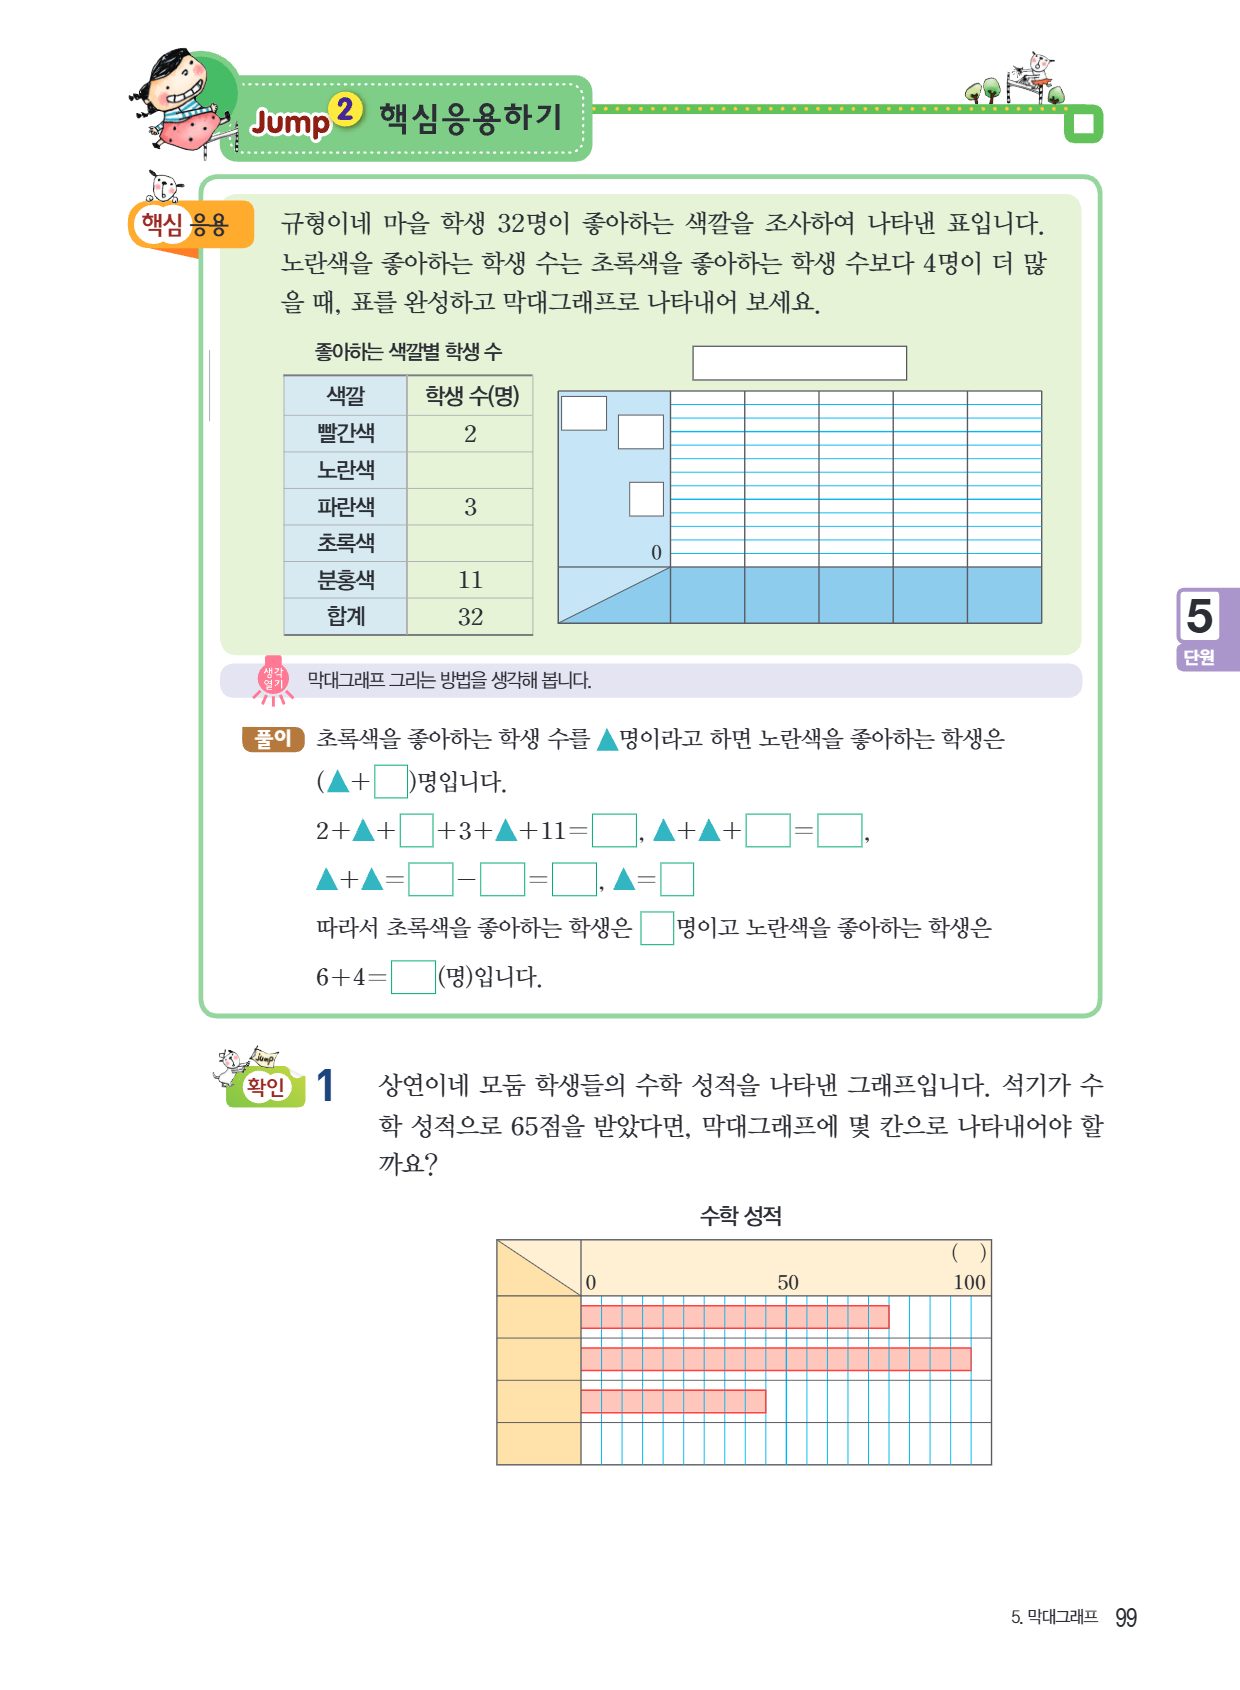 Jump 2 핵심응용하기
핵심 응용
규형이네 마을 학생 32명이 좋아하는 색깔을 조사하여 나타낸 표입니다.
노란색을 좋아하는 학생 수는 초록색을 좋아하는 학생 수보다 4명이 더 많
을 때, 표를 완성하고 막대그래프로 나타내어 보세요.
좋아하는 색깔별 학생 수
색깔 학생 수(명)
빨간색 2
노란색
파란색 3
초록색
분홍색 11
합계 32
0
5
단원
생각
열기
막대그래프 그리는 방법을 생각해 봅니다.
풀이 초록색을 좋아하는 학생 수를 ▲명이라고 하면 노란색을 좋아하는 학생은
(▲+□)명입니다.
2+▲+□+3+▲+11=□, ▲+▲+□=□,
▲+▲=□-□=□, ▲=□
따라서 초록색을 좋아하는 학생은 □명이고 노란색을 좋아하는 학생은
6+4=□(명)입니다.
Jump
확인 1
상연이네 모둠 학생들의 수학 성적을 나타낸 그래프입니다. 석기가 수
학 성적으로 65점을 받았다면, 막대그래프에 몇 칸으로 나타내어야 할
까요?
수학 성적
( )
0 50 100
5. 막대그래프 99